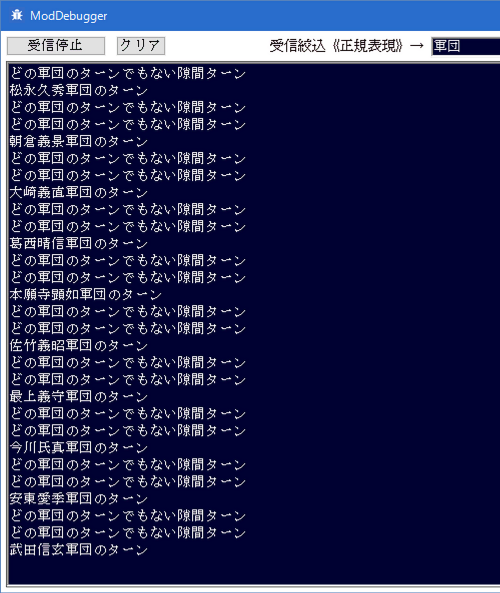 ModDebugger
受信停止 クリア 受信絞込《正規表現》→ 軍団
どの軍団のターンでもない隙間ターン
松永久秀軍団のターン
どの軍団のターンでもない隙間ターン
どの軍団のターンでもない隙間ターン
朝倉義景軍団のターン
どの軍団のターンでもない隙間ターン
どの軍団のターンでもない隙間ターン
大崎義直軍団のターン
どの軍団のターンでもない隙間ターン
どの軍団のターンでもない隙間ターン
葛西晴信軍団のターン
どの軍団のターンでもない隙間ターン
どの軍団のターンでもない隙間ターン
本願寺顕如軍団のターン
どの軍団のターンでもない隙間ターン
どの軍団のターンでもない隙間ターン
佐竹義昭軍団のターン
どの軍団のターンでもない隙間ターン
どの軍団のターンでもない隙間ターン
最上義守軍団のターン
どの軍団のターンでもない隙間ターン
どの軍団のターンでもない隙間ターン
今川氏真軍団のターン
どの軍団のターンでもない隙間ターン
どの軍団のターンでもない隙間ターン
安東愛季軍団のターン
どの軍団のターンでもない隙間ターン
どの軍団のターンでもない隙間ターン
武田信玄軍団のターン